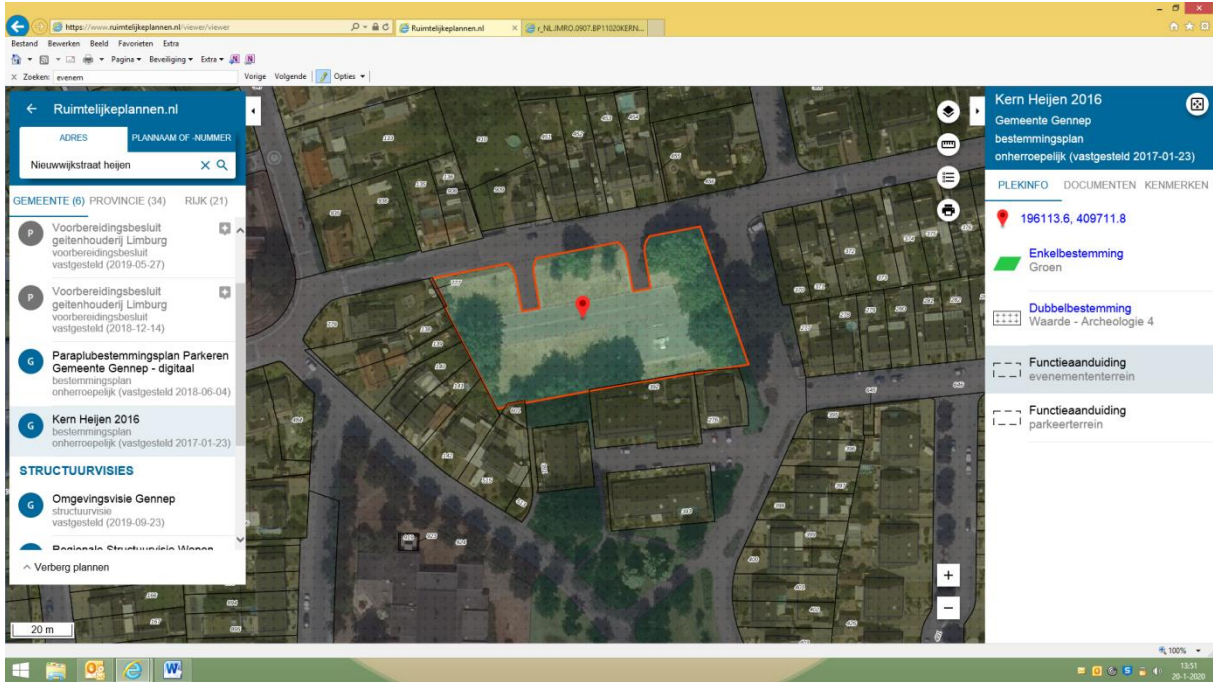 https://www.ruimtelijkeplannen.nl/viewer/viewer
Ruimtelijkeplannen.nl
r_NL.IMRO.0907.BP11020KERN...
Bestand Bewerken Beeld Favorieten Extra
Pagina Beveiliging Extra
Zoeken: evenem
Vorige Volgende Opties
Ruimtelijkeplannen.nl
ADRES PLANNAAM OF -NUMMER
Nieuwwijkstraat heijen
GEMEENTE (6) PROVINCIE (34) RIJK (21)
P Voorbereidingsbesluit
geitenhouderij Limburg
voorbereidingsbesluit
vastgesteld (2019-05-27)
P Voorbereidingsbesluit
geitenhouderij Limburg
voorbereidingsbesluit
vastgesteld (2018-12-14)
G Paraplubestemmingsplan Parkeren
Gemeente Gennep - digitaal
bestemmingsplan
onherroepelijk (vastgesteld 2018-06-04)
G Kern Heijen 2016
bestemmingsplan
onherroepelijk (vastgesteld 2017-01-23)
STRUCTUURVISIES
G Omgevingsvisie Gennep
structuurvisie
vastgesteld (2019-09-23)
Regionale Structuurvisie Wonen
Verberg plannen
20 m
Kern Heijen 2016
Gemeente Gennep
bestemmingsplan
onherroepelijk (vastgesteld 2017-01-23)
PLEKINFO DOCUMENTEN KENMERKEN
196113.6, 409711.8
Enkelbestemming
Groen
Dubbelbestemming
Waarde - Archeologie 4
Functieaanduiding
evenemententerrein
Functieaanduiding
parkeerterrein
100%
13:51
20-1-2020